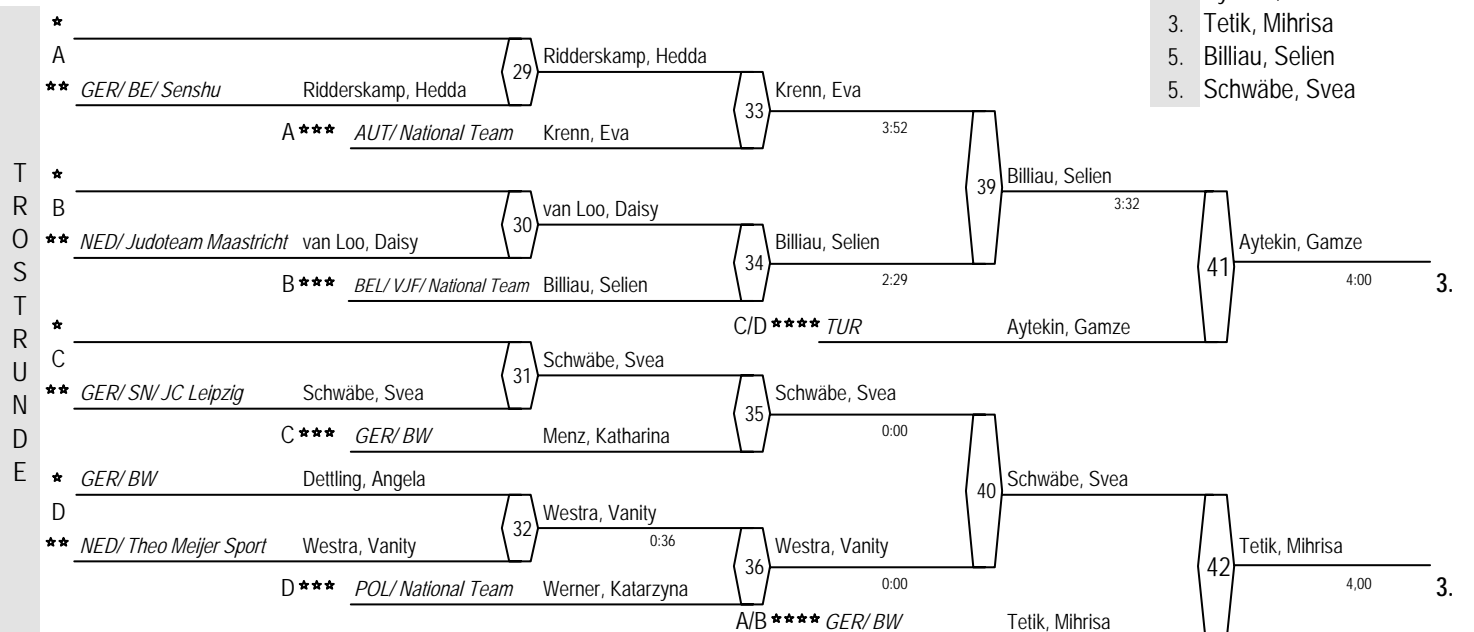 3. Tetik, Mihrisa
5. Billiau, Selien
5. Schwäbe, Svea
TROSTRUNDE
A
29
Ridderskamp, Hedda
GER/ BE/ Senshu Ridderskamp, Hedda
33
Krenn, Eva
3:52
A AUT/ National Team Krenn, Eva
39
Billiau, Selien
3:32
B
30
van Loo, Daisy
NED/ Judoteam Maastricht van Loo, Daisy
34
Billiau, Selien
2:29
B BEL/ VJF/ National Team Billiau, Selien
41
Aytekin, Gamze
4:00
3.
C/D TUR Aytekin, Gamze
C
31
Schwäbe, Svea
GER/ SN/ JC Leipzig Schwäbe, Svea
35
Schwäbe, Svea
0:00
C GER/ BW Menz, Katharina
40
Schwäbe, Svea
GER/ BW Dettling, Angela
D
32
Westra, Vanity
0:36
NED/ Theo Meijer Sport Westra, Vanity
36
Westra, Vanity
0:00
D POL/ National Team Werner, Katarzyna
42
Tetik, Mihrisa
4,00
3.
A/B GER/ BW Tetik, Mihrisa